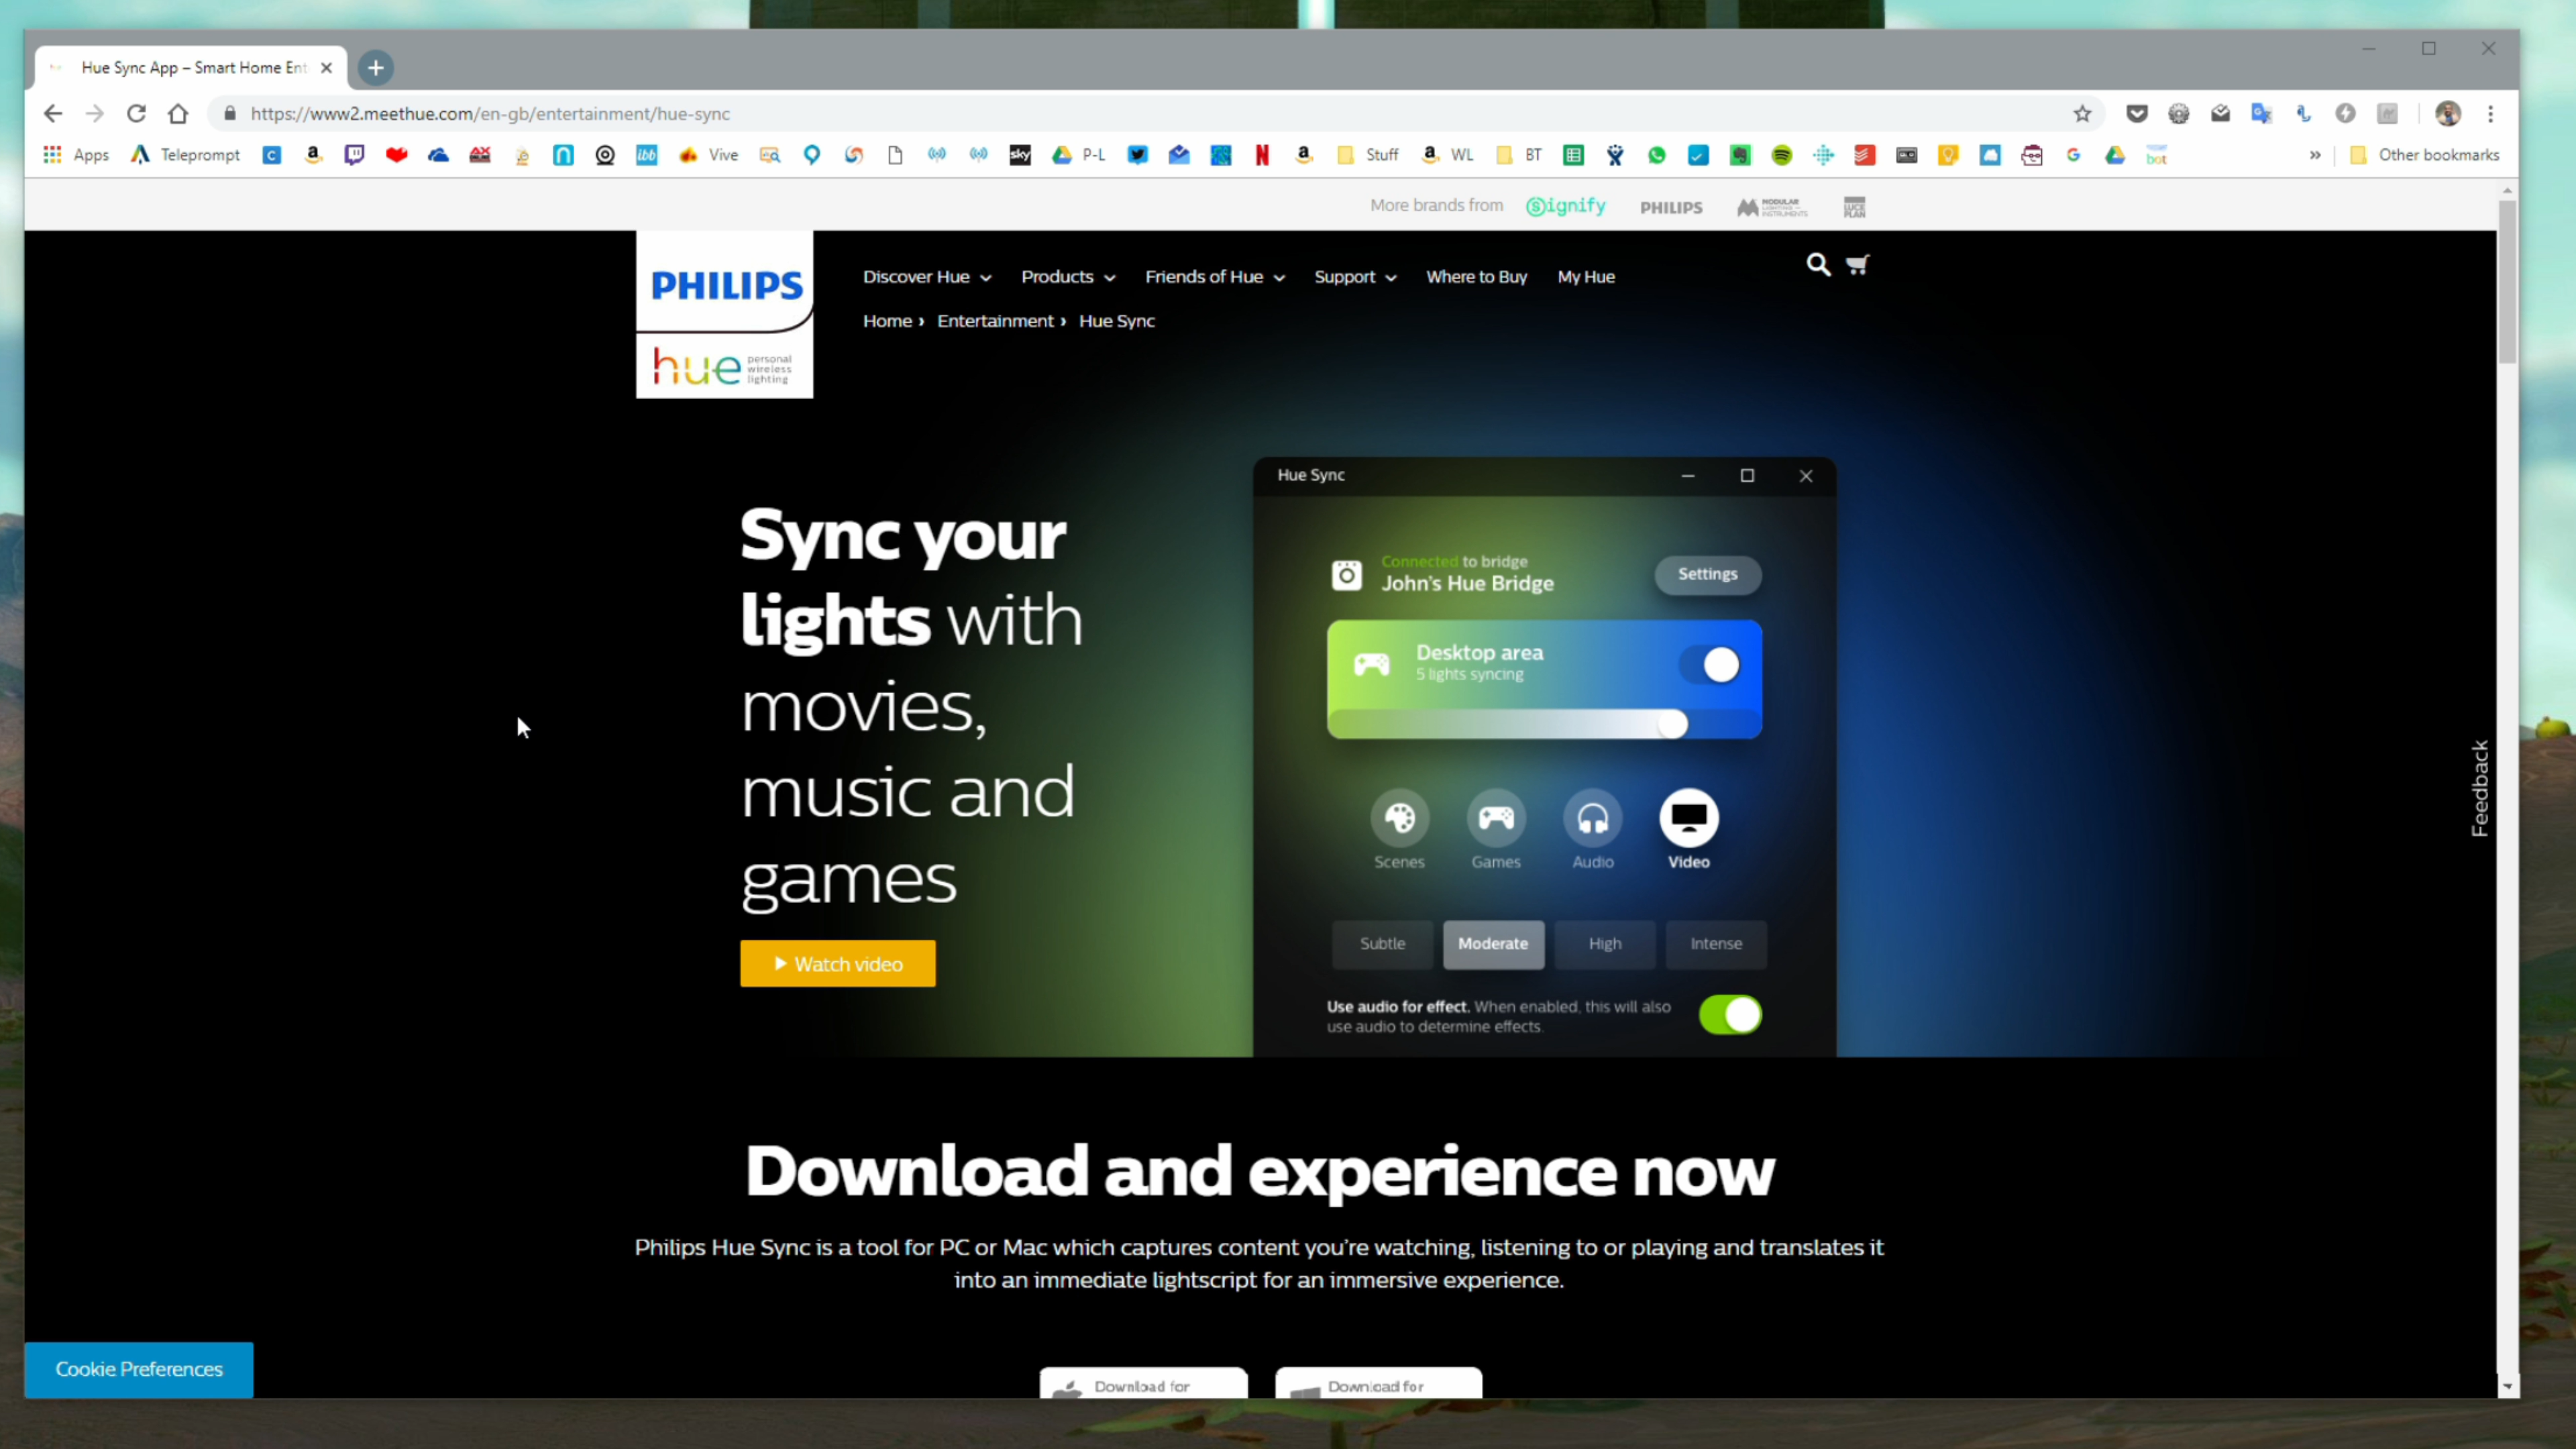 Hue Sync App – Smart Home Ent
https://www2.meethue.com/en-gb/entertainment/hue-sync
Apps
Teleprompt
Vive
sky
P-L
Stuff
WL
BT
bot
Other bookmarks
More brands from
Signify
PHILIPS
MODULAR
LIGHTING
INSTRUMENTS
LUCE
PLAN
PHILIPS
hue personal wireless lighting
Discover Hue
Products
Friends of Hue
Support
Where to Buy
My Hue
Home › Entertainment › Hue Sync
Sync your
lights with
movies,
music and
games
Watch video
Hue Sync
Connected to bridge
John's Hue Bridge
Settings
Desktop area
5 lights syncing
Scenes
Games
Audio
Video
Subtle
Moderate
High
Intense
Use audio for effect. When enabled, this will also
use audio to determine effects.
Feedback
Download and experience now
Philips Hue Sync is a tool for PC or Mac which captures content you're watching, listening to or playing and translates it
into an immediate lightscript for an immersive experience.
Cookie Preferences
Download for
Download for